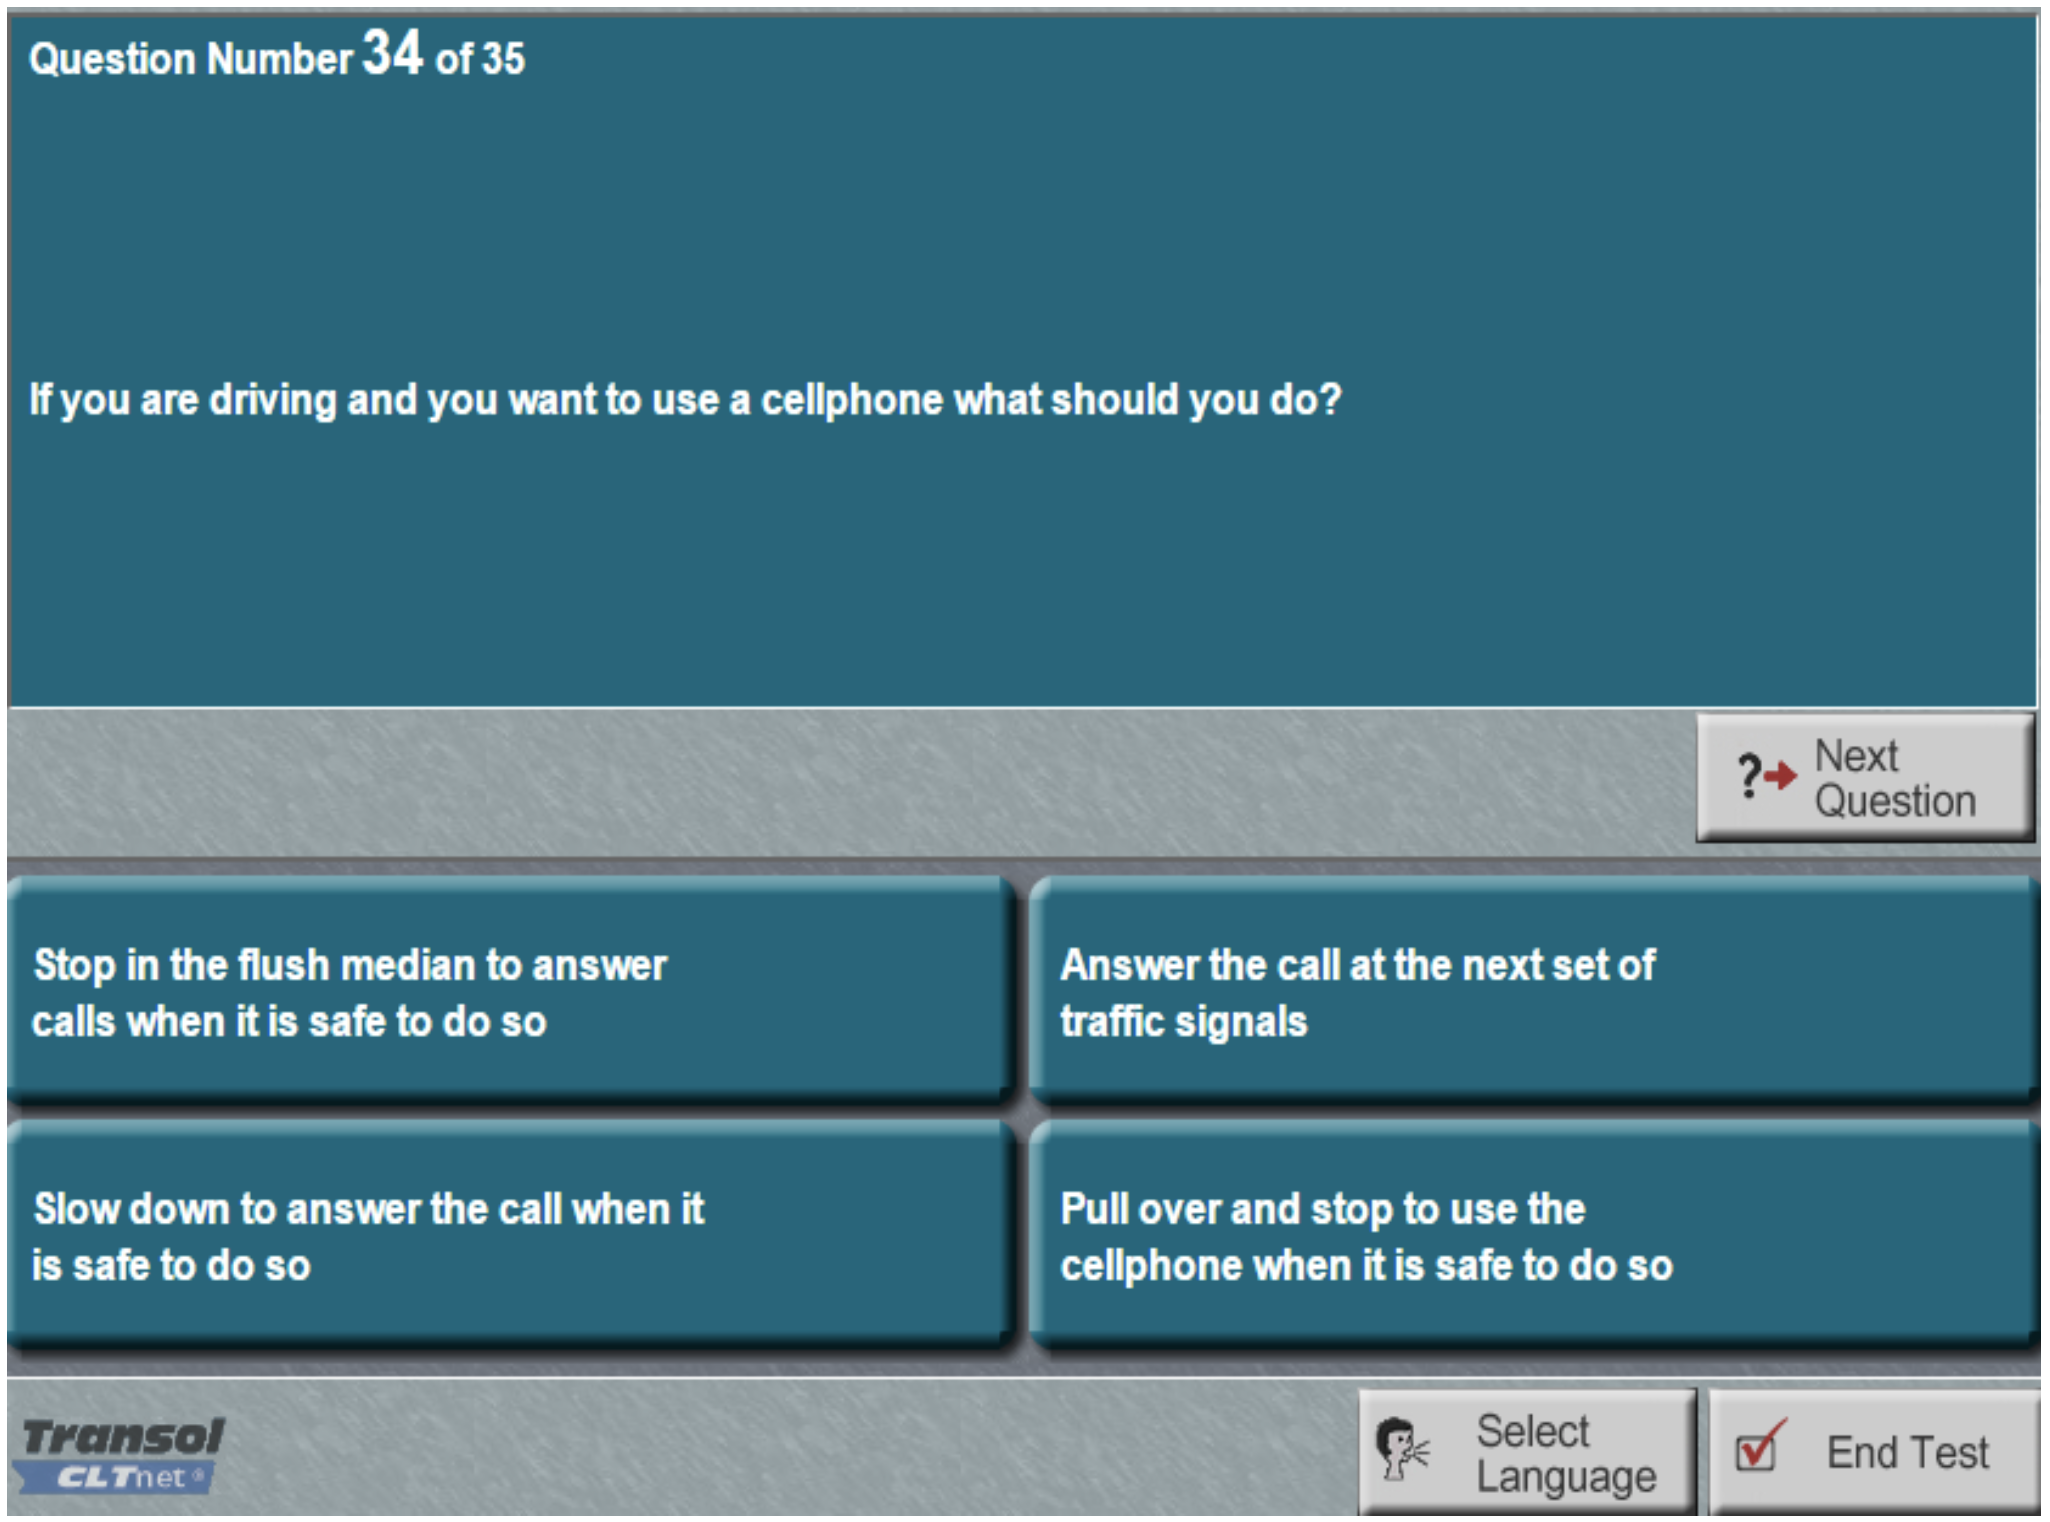 Question Number 34 of 35
If you are driving and you want to use a cellphone what should you do?
Next
Question
Stop in the flush median to answer
calls when it is safe to do so
Answer the call at the next set of
traffic signals
Slow down to answer the call when it
is safe to do so
Pull over and stop to use the
cellphone when it is safe to do so
Transol
CLTnet®
Select
Language
End Test